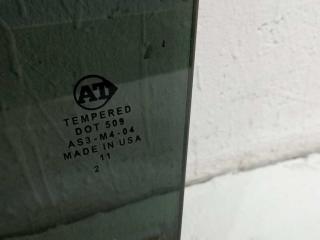 AT
TEMPERED
DOT 509
AS3-M4-04
MADE IN USA
11
2